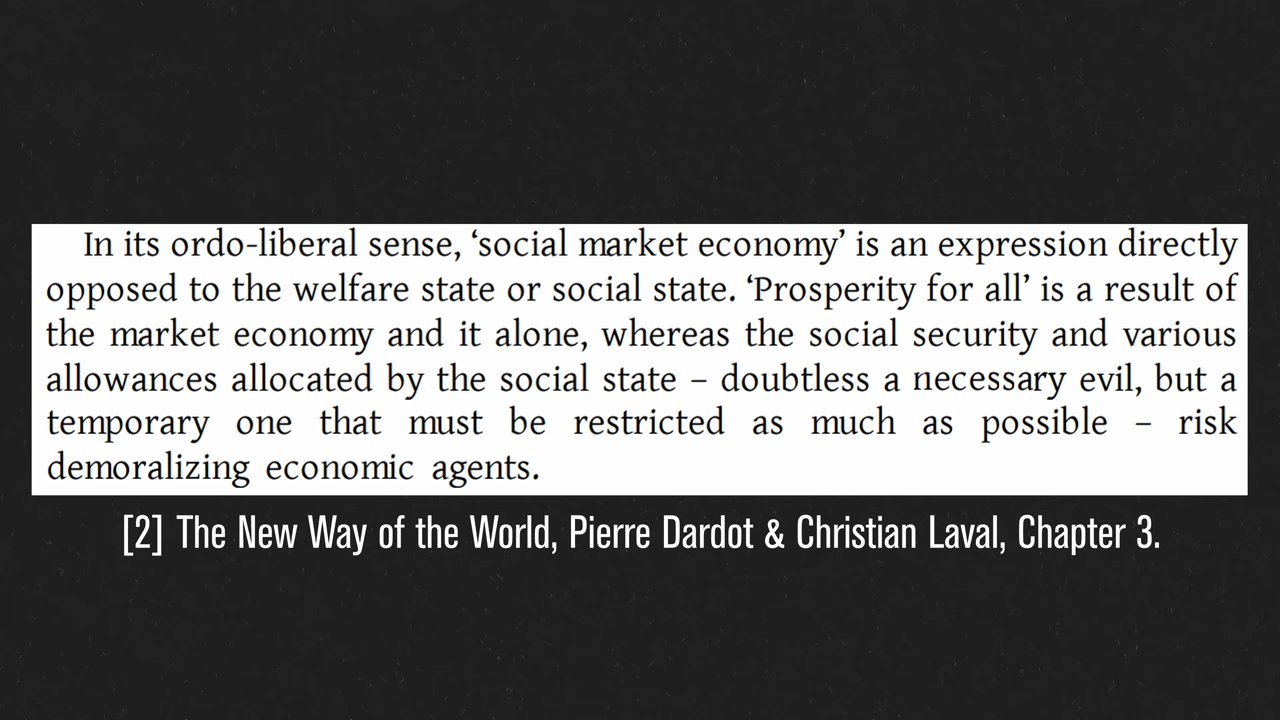 In its ordo-liberal sense, ‘social market economy’ is an expression directly
opposed to the welfare state or social state. ‘Prosperity for all’ is a result of
the market economy and it alone, whereas the social security and various
allowances allocated by the social state – doubtless a necessary evil, but a
temporary one that must be restricted as much as possible – risk
demoralizing economic agents.
[2] The New Way of the World, Pierre Dardot & Christian Laval, Chapter 3.